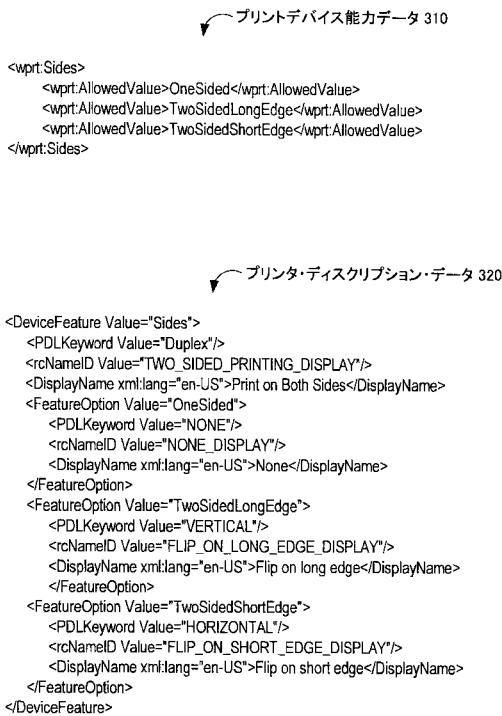 プリントデバイス能力データ 310
<wprt:Sides>
<wprt:AllowedValue>OneSided</wprt:AllowedValue>
<wprt:AllowedValue>TwoSidedLongEdge</wprt:AllowedValue>
<wprt:AllowedValue>TwoSidedShortEdge</wprt:AllowedValue>
</wprt:Sides>
プリンタ・ディスクリプション・データ 320
<DeviceFeature Value="Sides">
<PDLKeyword Value="Duplex"/>
<rcNameID Value="TWO_SIDED_PRINTING_DISPLAY"/>
<DisplayName xml:lang="en-US">Print on Both Sides</DisplayName>
<FeatureOption Value="OneSided">
<PDLKeyword Value="NONE"/>
<rcNameID Value="NONE_DISPLAY"/>
<DisplayName xml:lang="en-US">None</DisplayName>
</FeatureOption>
<FeatureOption Value="TwoSidedLongEdge">
<PDLKeyword Value="VERTICAL"/>
<rcNameID Value="FLIP_ON_LONG_EDGE_DISPLAY"/>
<DisplayName xml:lang="en-US">Flip on long edge</DisplayName>
</FeatureOption>
<FeatureOption Value="TwoSidedShortEdge">
<PDLKeyword Value="HORIZONTAL"/>
<rcNameID Value="FLIP_ON_SHORT_EDGE_DISPLAY"/>
<DisplayName xml:lang="en-US">Flip on short edge</DisplayName>
</FeatureOption>
</DeviceFeature>